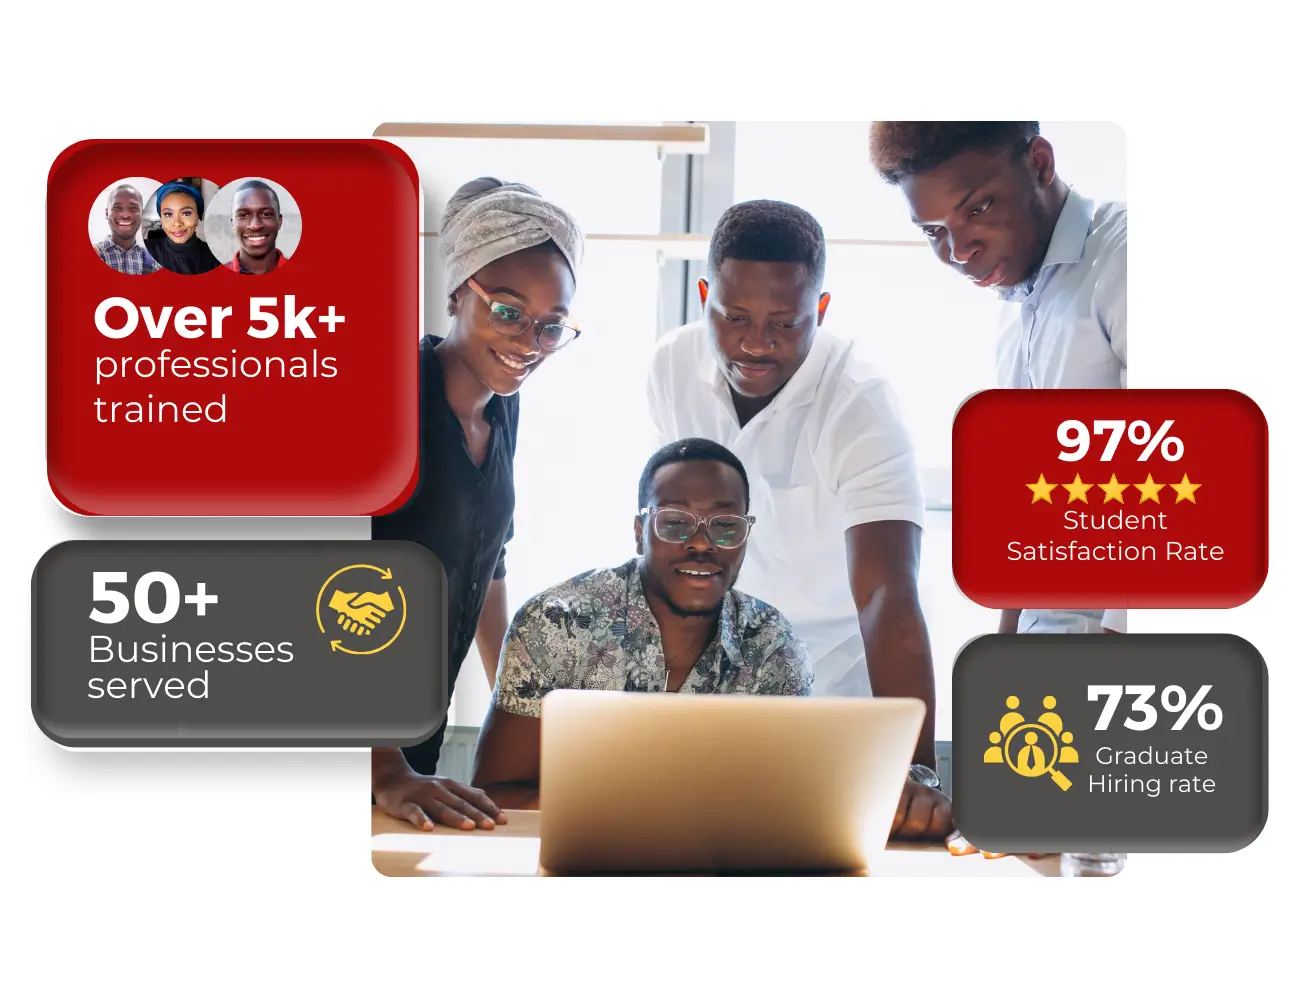 Over 5k+
professionals
trained
50+
Businesses
served
97%
Student
Satisfaction Rate
73%
Graduate
Hiring rate